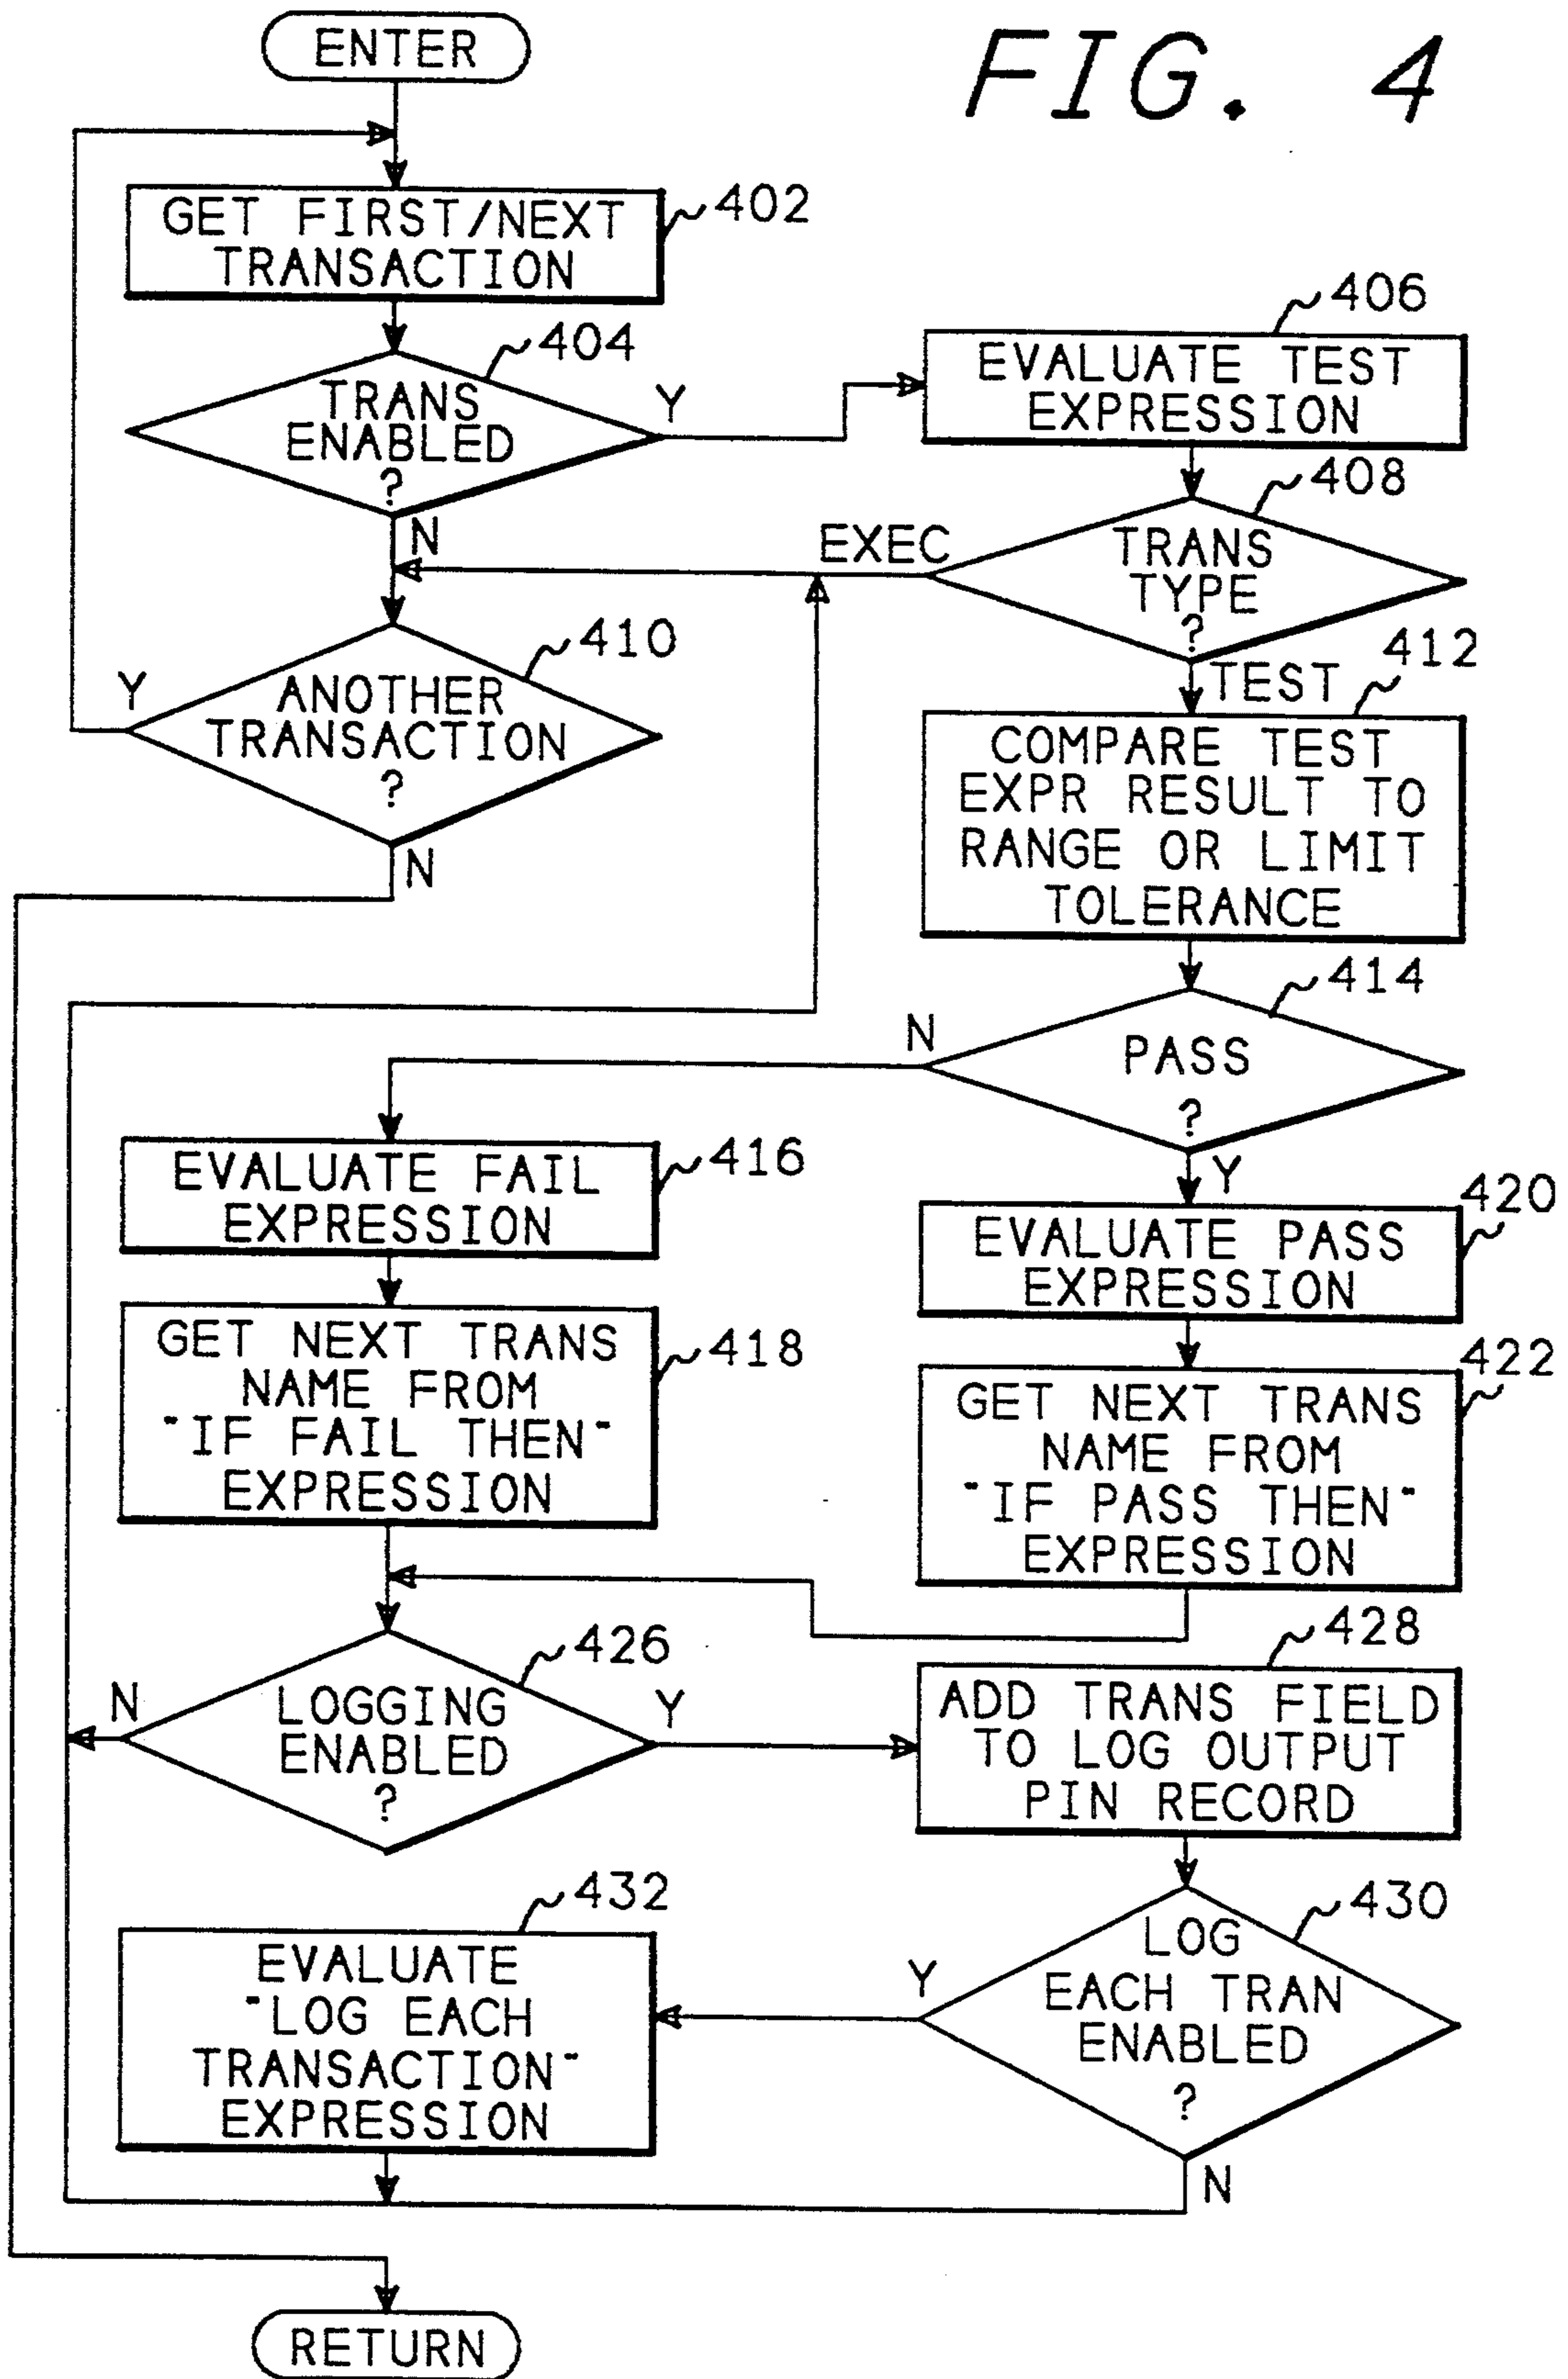 ENTER
FIG. 4
GET FIRST/NEXT
TRANSACTION
402
TRANS
ENABLED
?
404
Y
N
EVALUATE TEST
EXPRESSION
406
TRANS
TYPE
?
408
EXEC
TEST
ANOTHER
TRANSACTION
?
410
Y
N
COMPARE TEST
EXPR RESULT TO
RANGE OR LIMIT
TOLERANCE
412
PASS
?
414
N
Y
EVALUATE FAIL
EXPRESSION
416
EVALUATE PASS
EXPRESSION
420
GET NEXT TRANS
NAME FROM
"IF FAIL THEN"
EXPRESSION
418
GET NEXT TRANS
NAME FROM
"IF PASS THEN"
EXPRESSION
422
LOGGING
ENABLED
?
426
N
Y
ADD TRANS FIELD
TO LOG OUTPUT
PIN RECORD
428
LOG
EACH TRAN
ENABLED
?
430
Y
N
EVALUATE
"LOG EACH
TRANSACTION"
EXPRESSION
432
RETURN